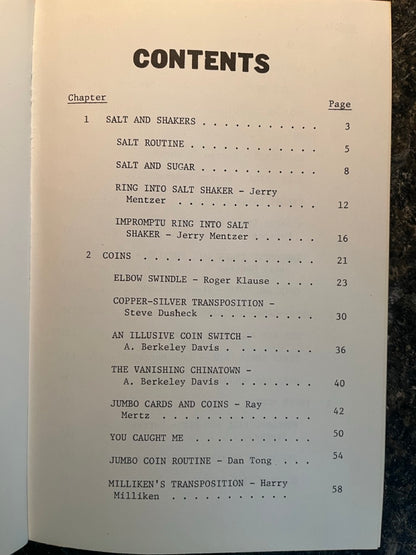 CONTENTS
Chapter Page
1 SALT AND SHAKERS . . . . . . . . . . . 3
SALT ROUTINE . . . . . . . . . . . 5
SALT AND SUGAR . . . . . . . . . . 8
RING INTO SALT SHAKER - Jerry
Mentzer . . . . . . . . . . . 12
IMPROMPTU RING INTO SALT
SHAKER - Jerry Mentzer . . . . . . 16
2 COINS . . . . . . . . . . . . . . . . 21
ELBOW SWINDLE - Roger Klause . . . . 23
COPPER-SILVER TRANSPOSITION -
Steve Dusheck . . . . . . . . . . 30
AN ILLUSIVE COIN SWITCH -
A. Berkeley Davis . . . . . . . . 36
THE VANISHING CHINATOWN -
A. Berkeley Davis . . . . . . . . 40
JUMBO CARDS AND COINS - Ray
Mertz . . . . . . . . . . . . 42
YOU CAUGHT ME . . . . . . . . . . 50
JUMBO COIN ROUTINE - Dan Tong . . . 54
MILLIKEN'S TRANSPOSITION - Harry
Milliken . . . . . . . . . . . 58